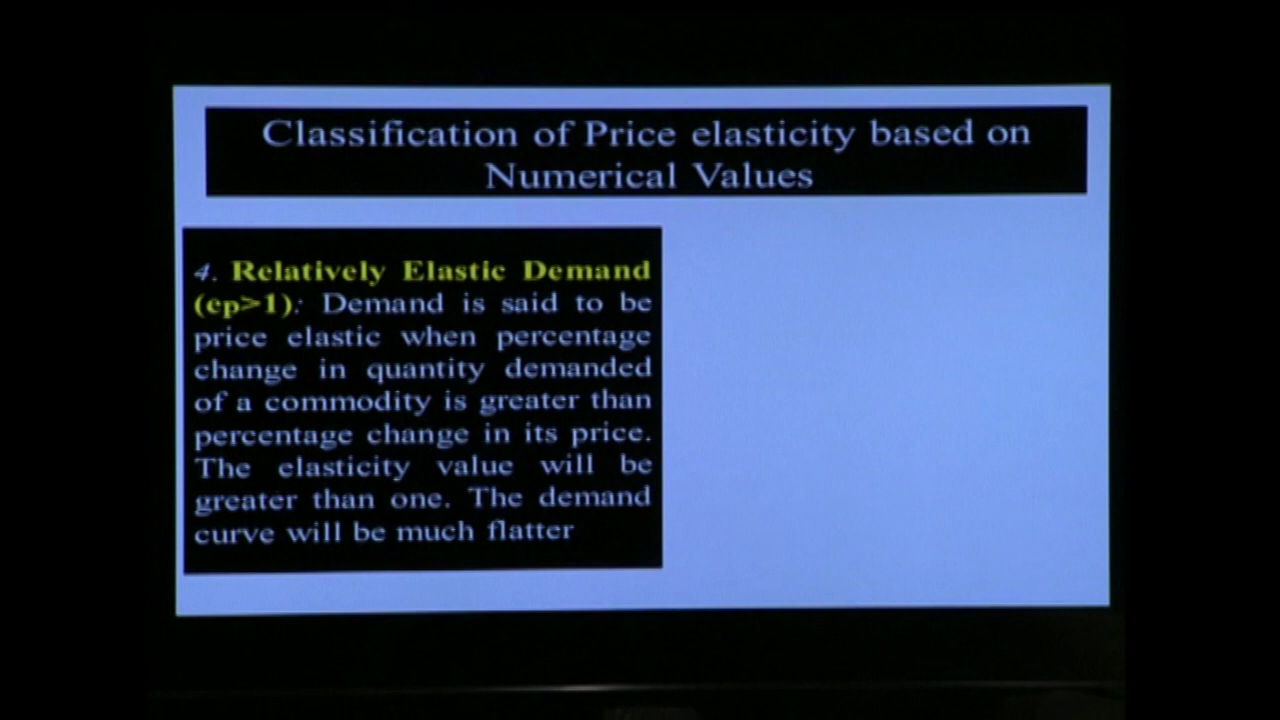 Classification of Price elasticity based on
Numerical Values
4. Relatively Elastic Demand
(ep>1).: Demand is said to be
price elastic when percentage
change in quantity demanded
of a commodity is greater than
percentage change in its price.
The elasticity value will be
greater than one. The demand
curve will be much flatter